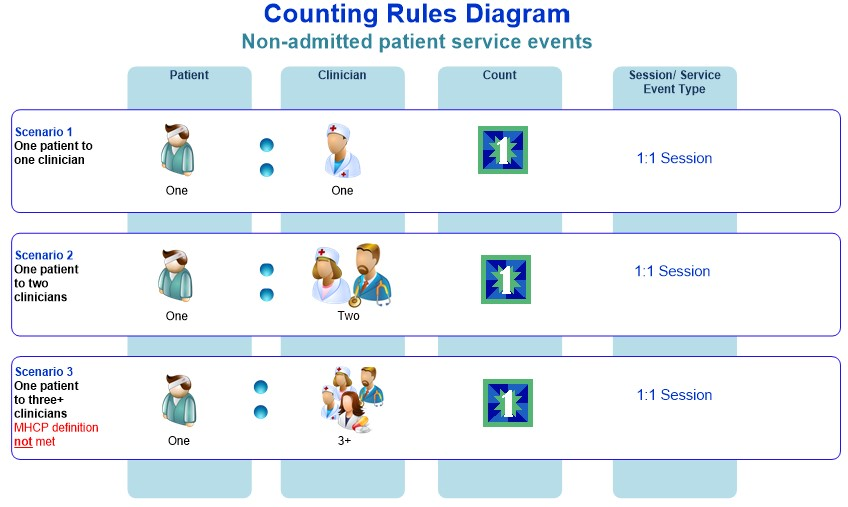 Counting Rules Diagram
Non-admitted patient service events
Patient
Clinician
Count
Session/ Service
Event Type
Scenario 1
One patient to
one clinician
One
One
1
1:1 Session
Scenario 2
One patient
to two
clinicians
One
Two
1
1:1 Session
Scenario 3
One patient
to three+
clinicians
MHCP definition
not met
One
3+
1
1:1 Session